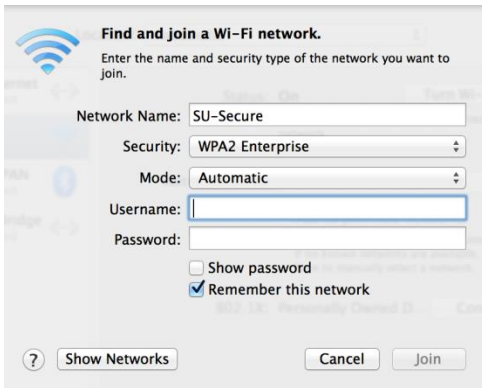 Find and join a Wi-Fi network.
Enter the name and security type of the network you want to
join.
Network Name: SU-Secure
Security: WPA2 Enterprise
Mode: Automatic
Username:
Password:
Show password
Remember this network
? Show Networks Cancel Join